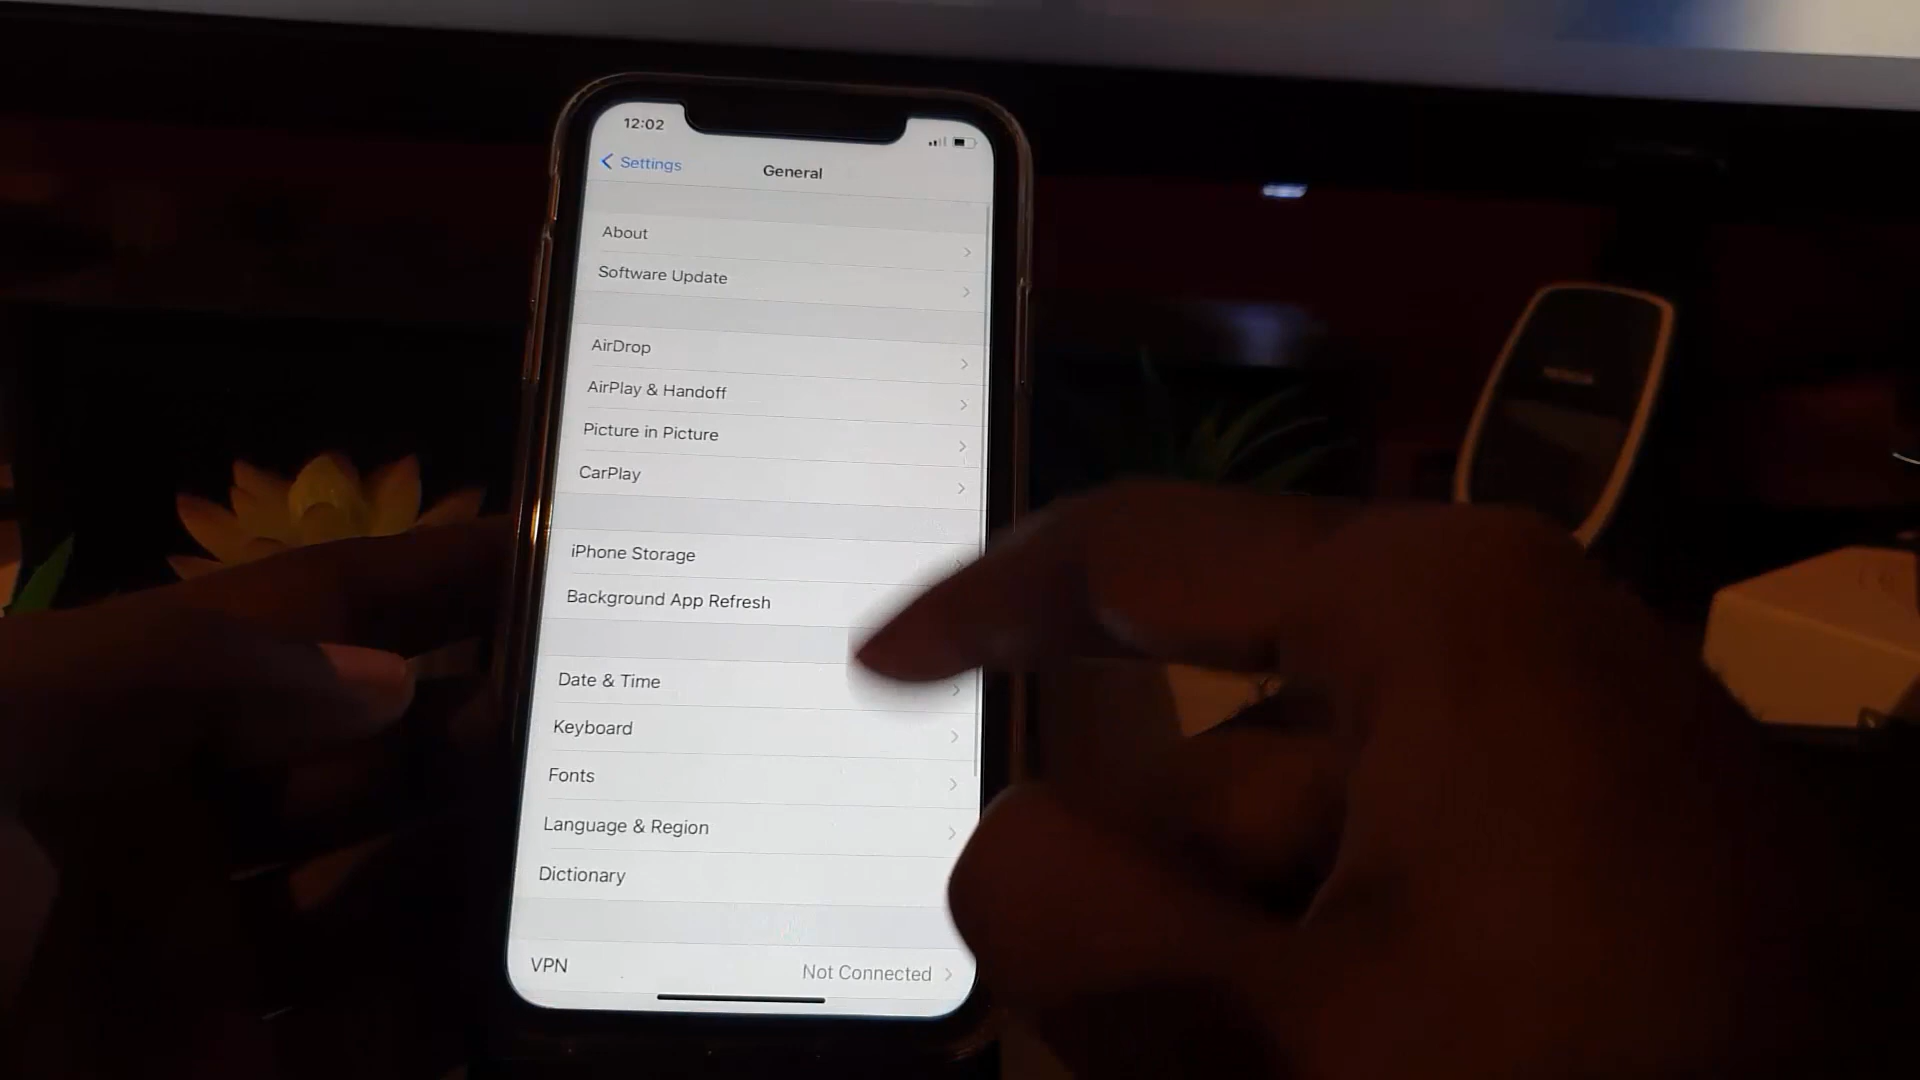 12:02
Settings
General
About
Software Update
AirDrop
AirPlay & Handoff
Picture in Picture
CarPlay
iPhone Storage
Background App Refresh
Date & Time
Keyboard
Fonts
Language & Region
Dictionary
VPN Not Connected